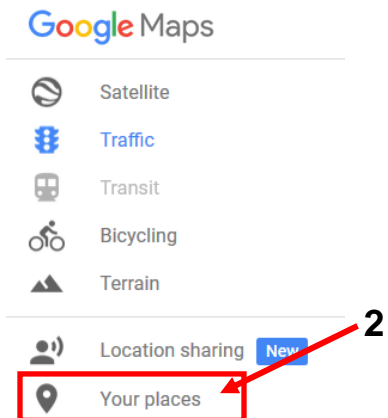 Google Maps
Satellite
Traffic
Transit
Bicycling
Terrain
2
Location sharing New
Your places